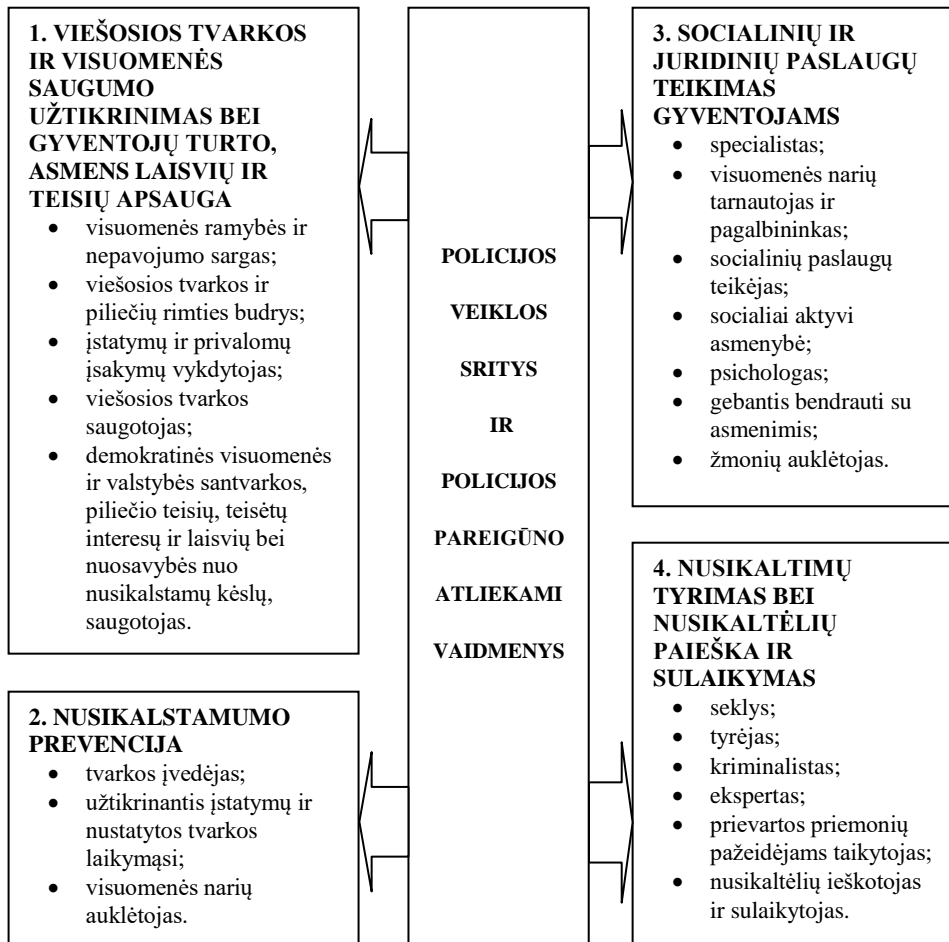 1. VIEŠOSIOS TVARKOS
IR VISUOMENĖS
SAUGUMO
UŽTIKRINIMAS BEI
GYVENTOJŲ TURTO,
ASMENS LAISVIŲ IR
TEISIŲ APSAUGA
• visuomenės ramybės ir
nepavojumo sargas;
• viešosios tvarkos ir
piliečių rimties budrys;
• įstatymų ir privalomų
įsakymų vykdytojas;
• viešosios tvarkos
saugotojas;
• demokratinės visuomenės
ir valstybės santvarkos,
piliečio teisių, teisėtų
interesų ir laisvių bei
nuosavybės nuo
nusikalstamų kėslų,
saugotojas.
2. NUSIKALSTAMUMO
PREVENCIJA
• tvarkos įvedėjas;
• užtikrinantis įstatymų ir
nustatytos tvarkos
laikymąsi;
• visuomenės narių
auklėtojas.
POLICIJOS
VEIKLOS
SRITYS
IR
POLICIJOS
PAREIGŪNO
ATLIEKAMI
VAIDMENYS
3. SOCIALINIŲ IR
JURIDINIŲ PASLAUGŲ
TEIKIMAS
GYVENTOJAMS
• specialistas;
• visuomenės narių
tarnautojas ir
pagalbininkas;
• socialinių paslaugų
teikėjas;
• socialiai aktyvi
asmenybė;
• psichologas;
• gebantis bendrauti su
asmenimis;
• žmonių auklėtojas.
4. NUSIKALTIMŲ
TYRIMAS BEI
NUSIKALTĖLIŲ
PAIEŠKA IR
SULAIKYMAS
• seklys;
• tyrėjas;
• kriminalistas;
• ekspertas;
• prievartos priemonių
pažeidėjams taikytojas;
• nusikaltėlių ieškotojas
ir sulaikytojas.